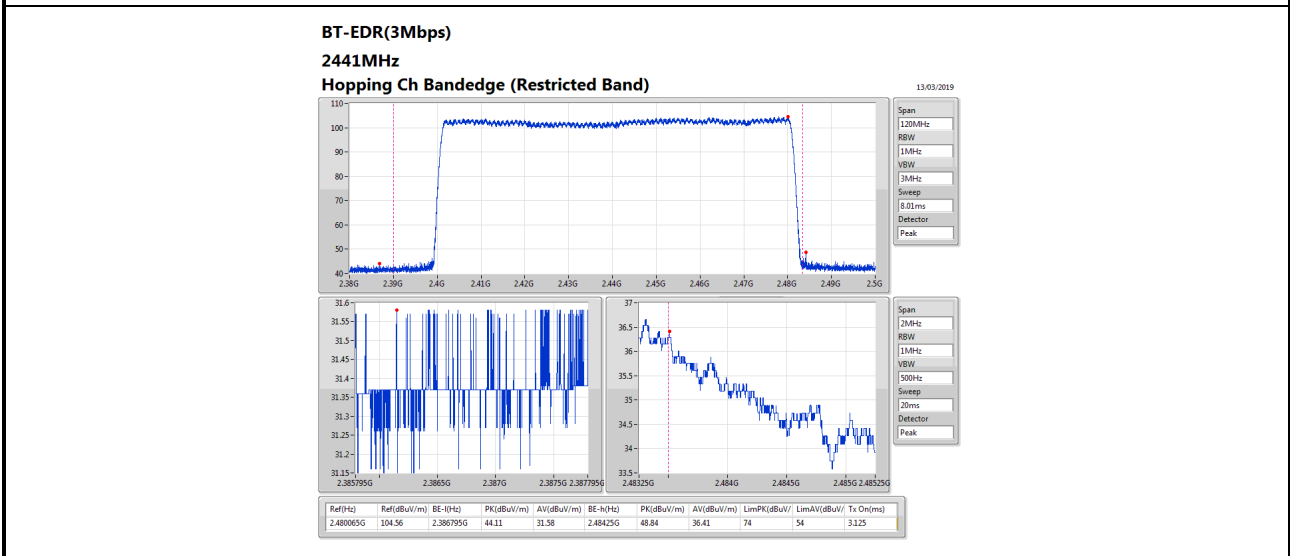 BT-EDR(3Mbps)
2441MHz
Hopping Ch Bandedge (Restricted Band)
13/03/2019
110
100
90
80
70
60
50
40
2.38G 2.39G 2.4G 2.41G 2.42G 2.43G 2.44G 2.45G 2.46G 2.47G 2.48G 2.49G 2.5G
Span
120MHz
RBW
1MHz
VBW
3MHz
Sweep
8.01ms
Detector
Peak
31.6
31.55
31.5
31.45
31.4
31.35
31.3
31.25
31.2
31.15
2.385795G 2.3865G 2.387G 2.3875G 2.387795G
37
36.5
36
35.5
35
34.5
34
33.5
2.48325G 2.484G 2.4845G 2.485G 2.48525G
Span
2MHz
RBW
1MHz
VBW
500Hz
Sweep
20ms
Detector
Peak
Ref(Hz) Ref(dBuV/m) BE-l(Hz) PK(dBuV/m) AV(dBuV/m) BE-h(Hz) PK(dBuV/m) AV(dBuV/m) LimPK(dBuV/ LimAV(dBuV/ Tx On(ms)
2.480065G 104.56 2.386795G 44.11 31.58 2.48425G 48.84 36.41 74 54 3.125